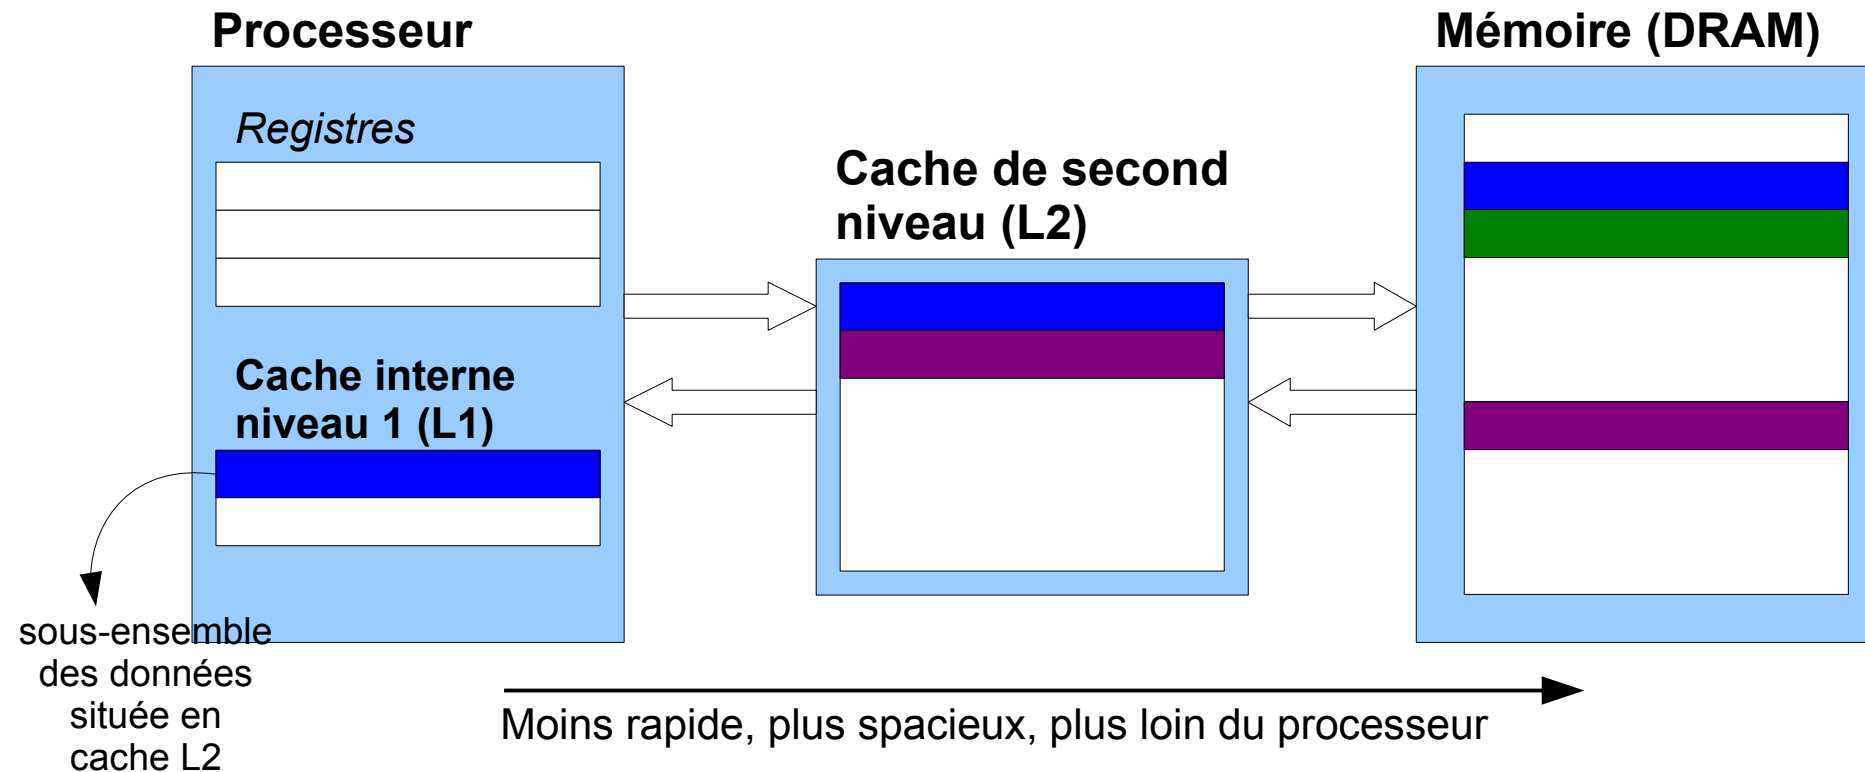 Processeur
Mémoire (DRAM)
Registres
Cache de second
niveau (L2)
Cache interne
niveau 1 (L1)
sous-ensemble
des données
située en
cache L2
Moins rapide, plus spacieux, plus loin du processeur